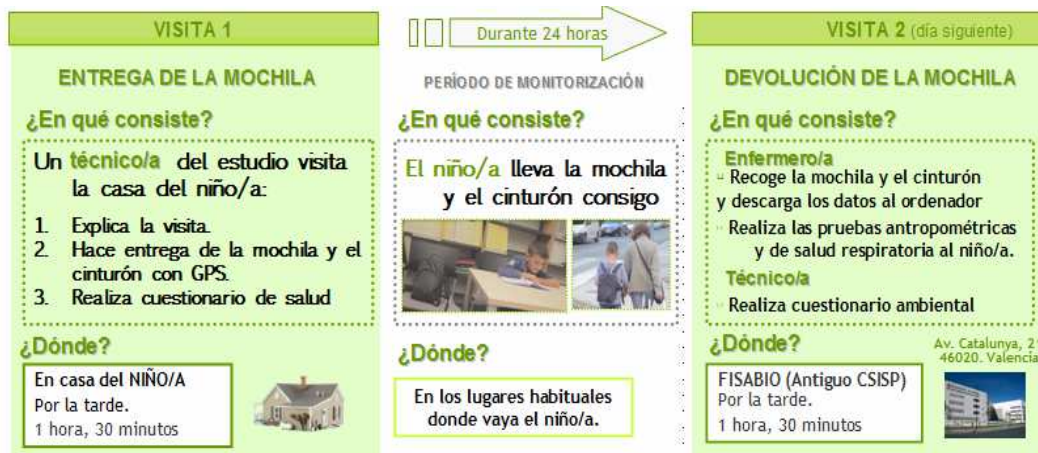 VISITA 1
ENTREGA DE LA MOCHILA
¿En qué consiste?
Un técnico/a del estudio visita
la casa del niño/a:
1. Explica la visita.
2. Hace entrega de la mochila y el
cinturón con GPS.
3. Realiza cuestionario de salud
¿Dónde?
En casa del NIÑO/A
Por la tarde.
1 hora, 30 minutos
Durante 24 horas
PERÍODO DE MONITORIZACIÓN
¿En qué consiste?
El niño/a lleva la mochila
y el cinturón consigo
¿Dónde?
En los lugares habituales
donde vaya el niño/a.
VISITA 2 (día siguiente)
DEVOLUCIÓN DE LA MOCHILA
¿En qué consiste?
Enfermero/a
Recoge la mochila y el cinturón
y descarga los datos al ordenador
Realiza las pruebas antropométricas
y de salud respiratoria al niño/a.
Técnico/a
Realiza cuestionario ambiental
¿Dónde?
Av. Catalunya, 2
46020. Valencia
FISABIO (Antiguo CSISP)
Por la tarde.
1 hora, 30 minutos